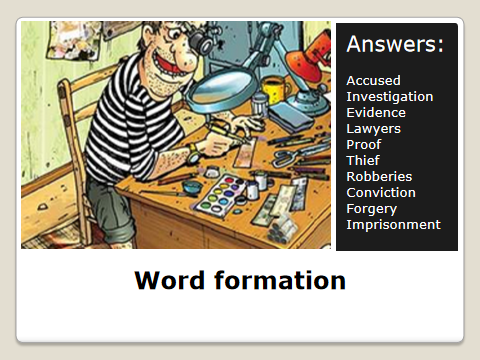 Answers:
Accused
Investigation
Evidence
Lawyers
Proof
Thief
Robberies
Conviction
Forgery
Imprisonment
Word formation